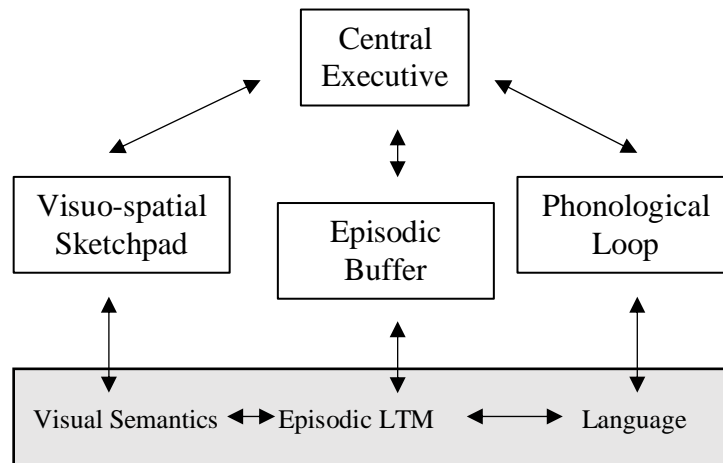 Central
Executive
Visuo-spatial
Sketchpad
Episodic
Buffer
Phonological
Loop
Visual Semantics
Episodic LTM
Language